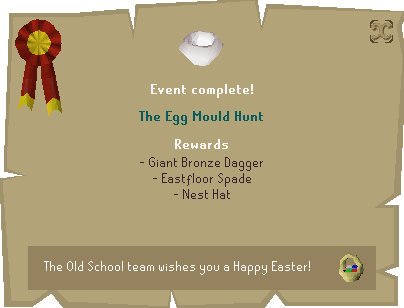 Event complete!
The Egg Mould Hunt
Rewards
- Giant Bronze Dagger
- Eastfloor Spade
- Nest Hat
The Old School team wishes you a Happy Easter!